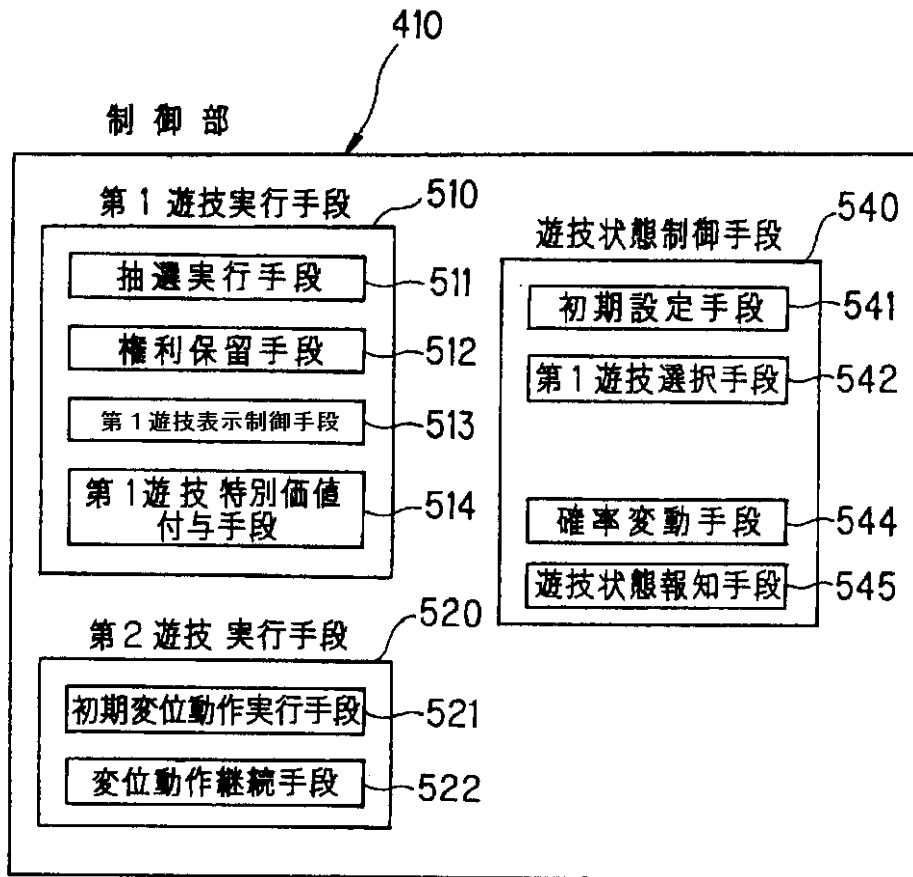 410
制御部
第1遊技実行手段
510
抽選実行手段
511
権利保留手段
512
第1遊技表示制御手段
513
第1遊技特別価値
付与手段
514
第2遊技 実行手段
520
初期変位動作実行手段
521
変位動作継続手段
522
遊技状態制御手段
540
初期設定手段
541
第1遊技選択手段
542
確率変動手段
544
遊技状態報知手段
545